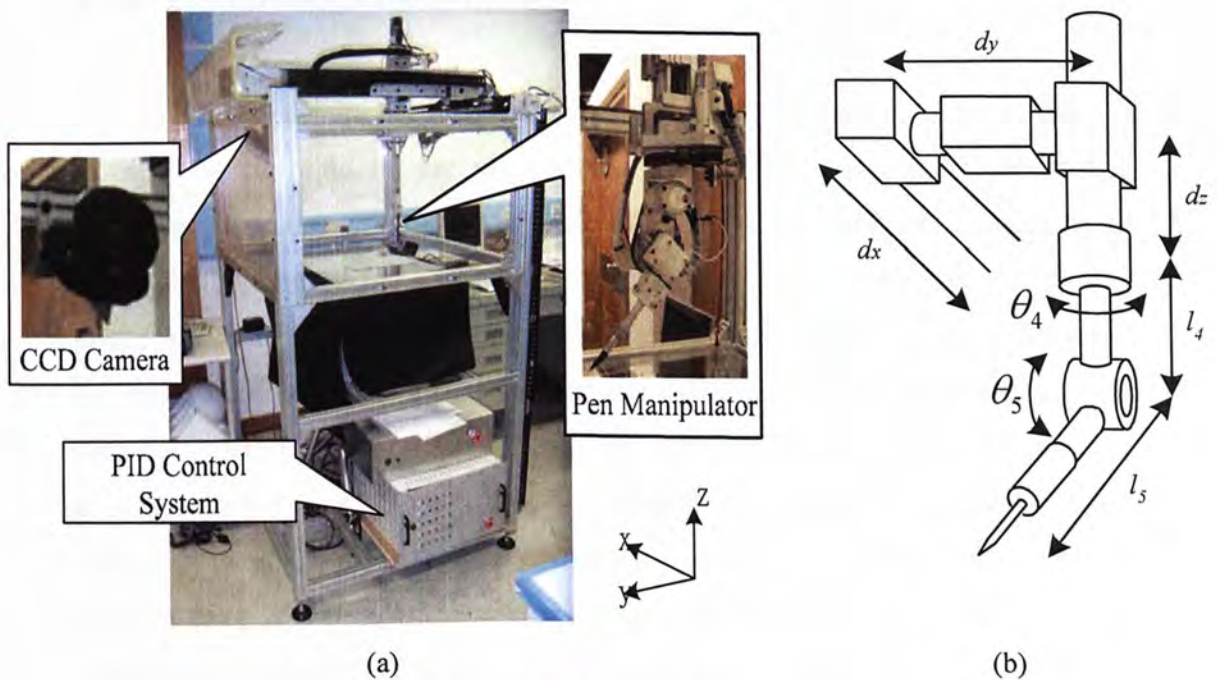 CCD Camera
Pen Manipulator
PID Control
System
Z
x
y
(a)
dy
dx
dz
θ4
l4
θ5
l5
(b)